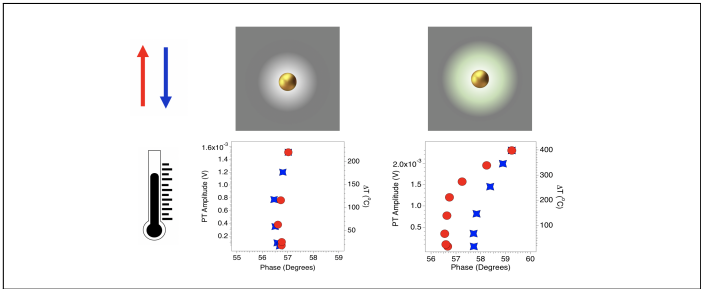 1.6x10⁻³
1.4
1.2
1.0
0.8
0.6
0.4
0.2
PT Amplitude (V)
200
150
100
50
ΔT (°C)
55 56 57 58 59
Phase (Degrees)
2.0x10⁻³
1.5
1.0
0.5
PT Amplitude (V)
400
300
200
100
ΔT (°C)
56 57 58 59 60
Phase (Degrees)